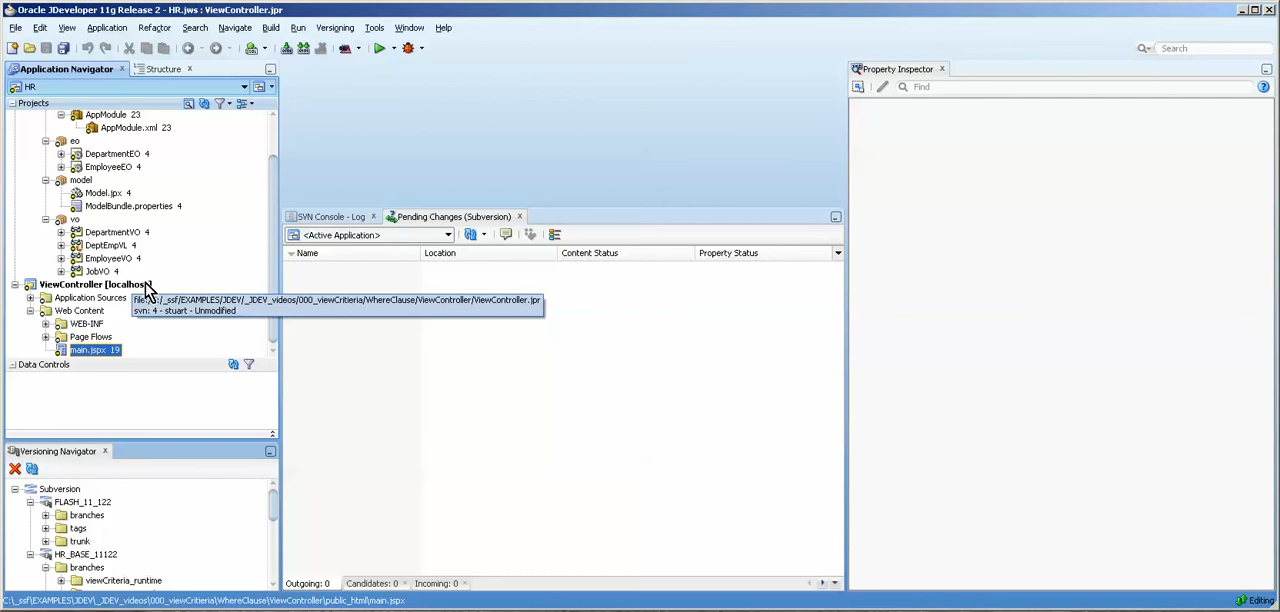 Oracle JDeveloper 11g Release 2 - HR.jws : ViewController.jpr
File Edit View Application Refactor Search Navigate Build Run Versioning Tools Window Help
Search
Application Navigator
Structure
HR
Projects
AppModule 23
AppModule.xml 23
eo
DepartmentEO 4
EmployeeEO 4
model
Model.jpx 4
ModelBundle.properties 4
vo
DepartmentVO 4
DeptEmpVL 4
EmployeeVO 4
JobVO 4
ViewController [localhos
Application Sources
Web Content
WEB-INF
Page Flows
main.jspx 19
Data Controls
Versioning Navigator
Subversion
FLASH_11_122
branches
tags
trunk
HR_BASE_11122
branches
viewCriteria_runtime
SVN Console - Log
Pending Changes (Subversion)
<Active Application>
Name Location Content Status Property Status
/_ssf/EXAMPLES/JDEV/_JDEV_videos/000_viewCritieria/WhereClause/ViewController/ViewController.jpr
svn: 4 - stuart - Unmodified
Outgoing: 0 Candidates: 0 Incoming: 0
Property Inspector
Find
C:\_ssf\EXAMPLES\JDEV\_JDEV_videos\000_viewCritieria\WhereClause\ViewController\public_html\main.jspx
Editing